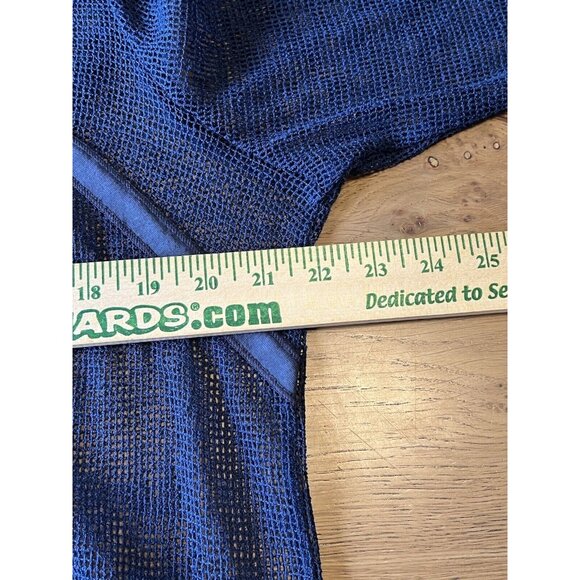 18 19 20 21 22 23 24 25
ARDS®.com Dedicated to Se